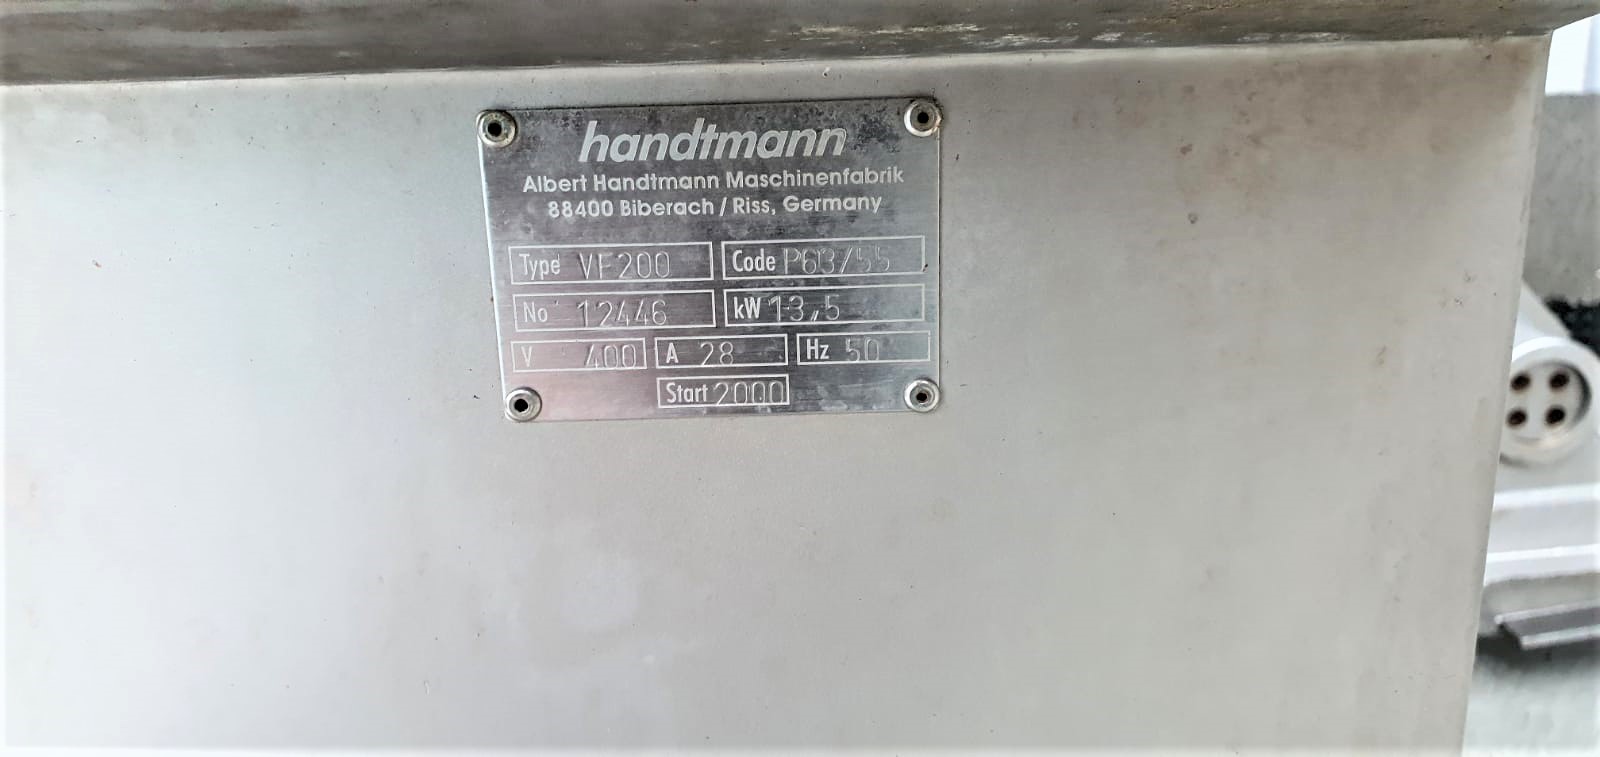 handtmann
Albert Handtmann Maschinenfabrik
88400 Biberach / Riss, Germany
Type VF200 Code P63/55
No 12446 kW 13,5
V 400 A 28 Hz 50
Start 2000